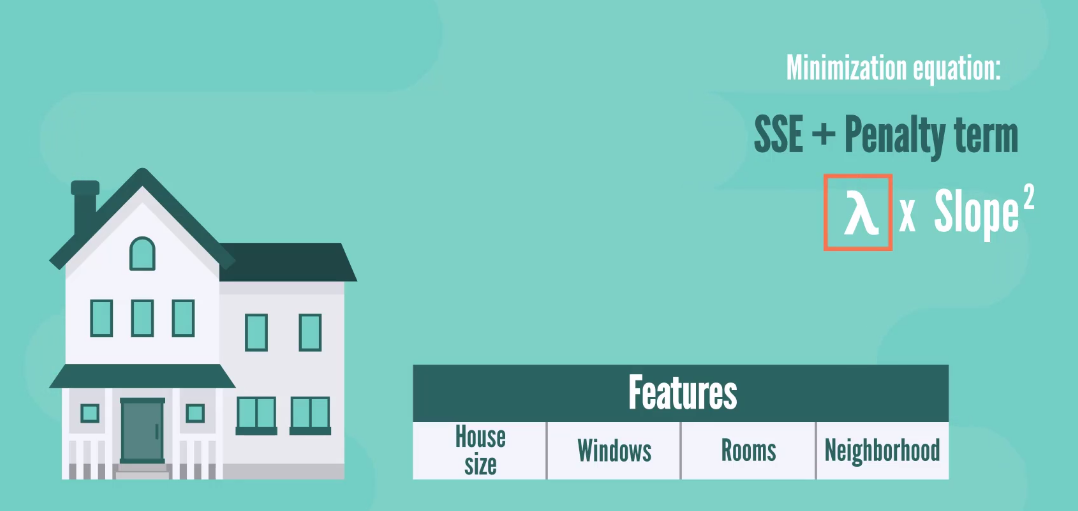 Minimization equation:
SSE + Penalty term
λ x Slope²
Features
House size
Windows
Rooms
Neighborhood